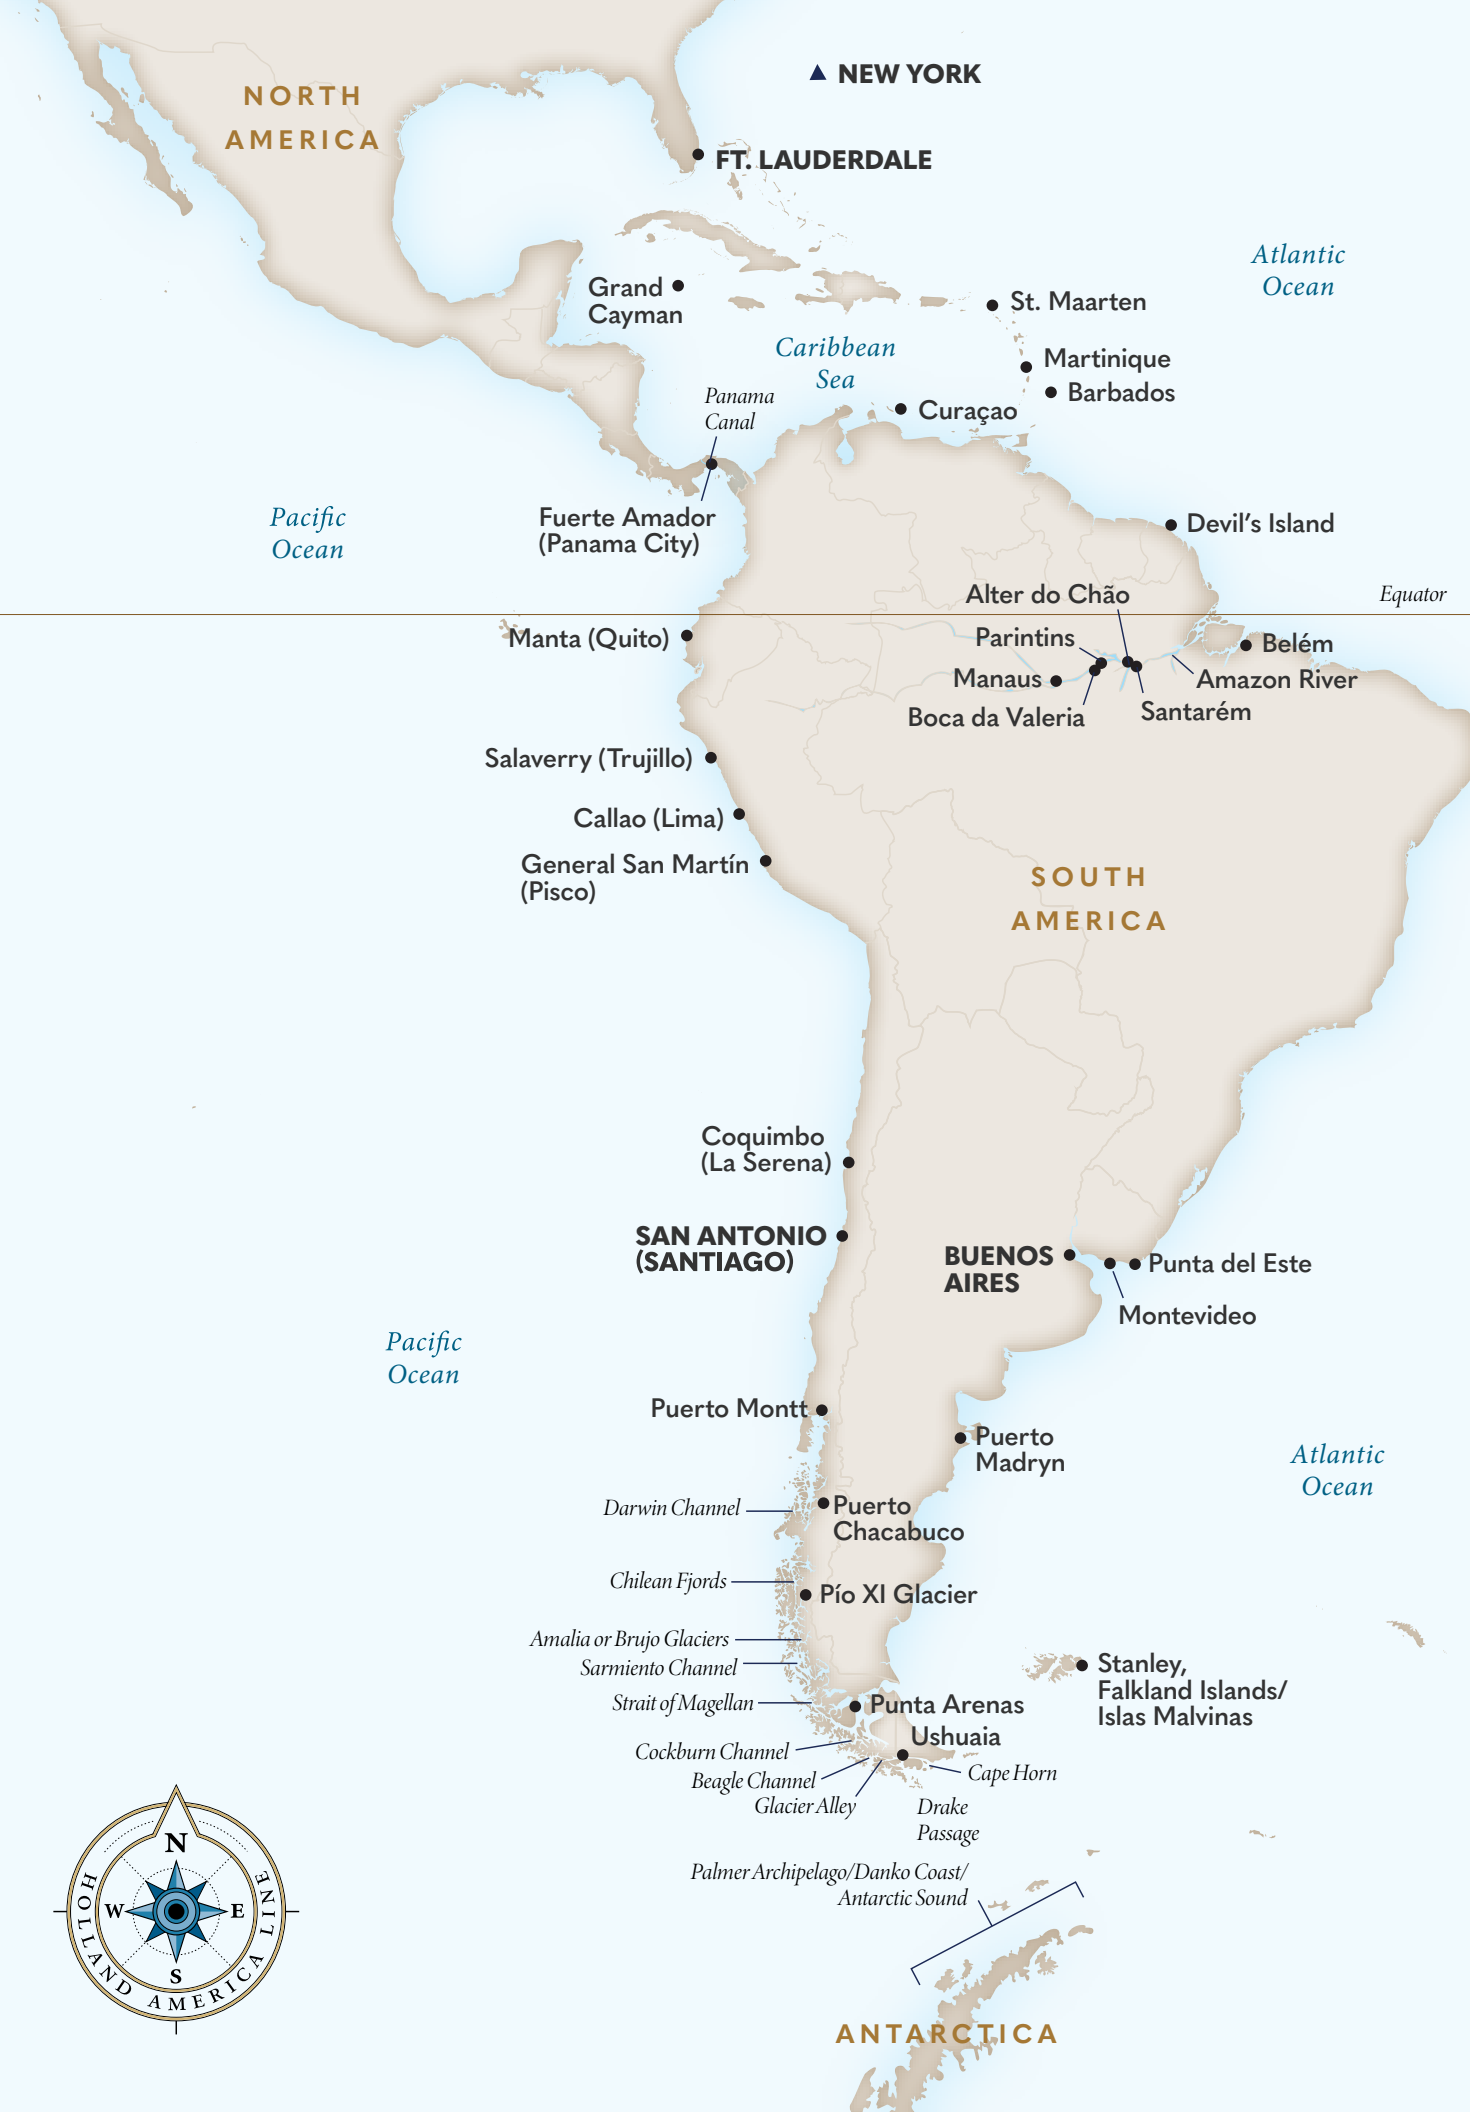 NEW YORK
NORTH
AMERICA
FT. LAUDERDALE
Atlantic
Ocean
Grand
Cayman
St. Maarten
Caribbean
Sea
Martinique
Barbados
Panama
Canal
Curaçao
Pacific
Ocean
Fuerte Amador
(Panama City)
Devil's Island
Alter do Chão
Equator
Manta (Quito)
Parintins
Belém
Manaus
Amazon River
Boca da Valeria
Santarém
Salaverry (Trujillo)
Callao (Lima)
General San Martín
(Pisco)
SOUTH
AMERICA
Coquimbo
(La Serena)
SAN ANTONIO
(SANTIAGO)
BUENOS
AIRES
Punta del Este
Montevideo
Pacific
Ocean
Puerto Montt
Puerto
Madryn
Atlantic
Ocean
Darwin Channel
Puerto
Chacabuco
Chilean Fjords
Pío XI Glacier
Amalia or Brujo Glaciers
Sarmiento Channel
Stanley,
Falkland Islands/
Islas Malvinas
Strait of Magellan
Punta Arenas
Ushuaia
Cockburn Channel
Beagle Channel
Glacier Alley
Cape Horn
Drake
Passage
Palmer Archipelago/Danko Coast/
Antarctic Sound
N
W
E
S
HOLLAND AMERICA LINE
ANTARCTICA